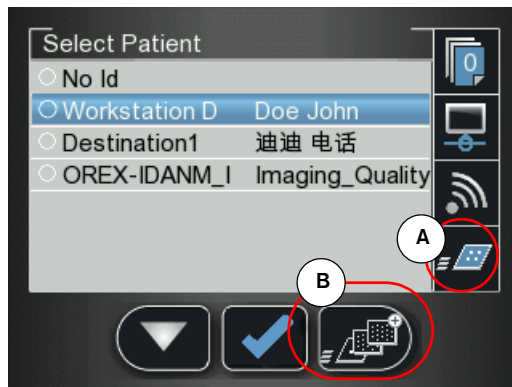 Select Patient
0
No Id
Workstation D Doe John
Destination1 迪迪 电话
OREX-IDANM_I Imaging_Quality
A
B